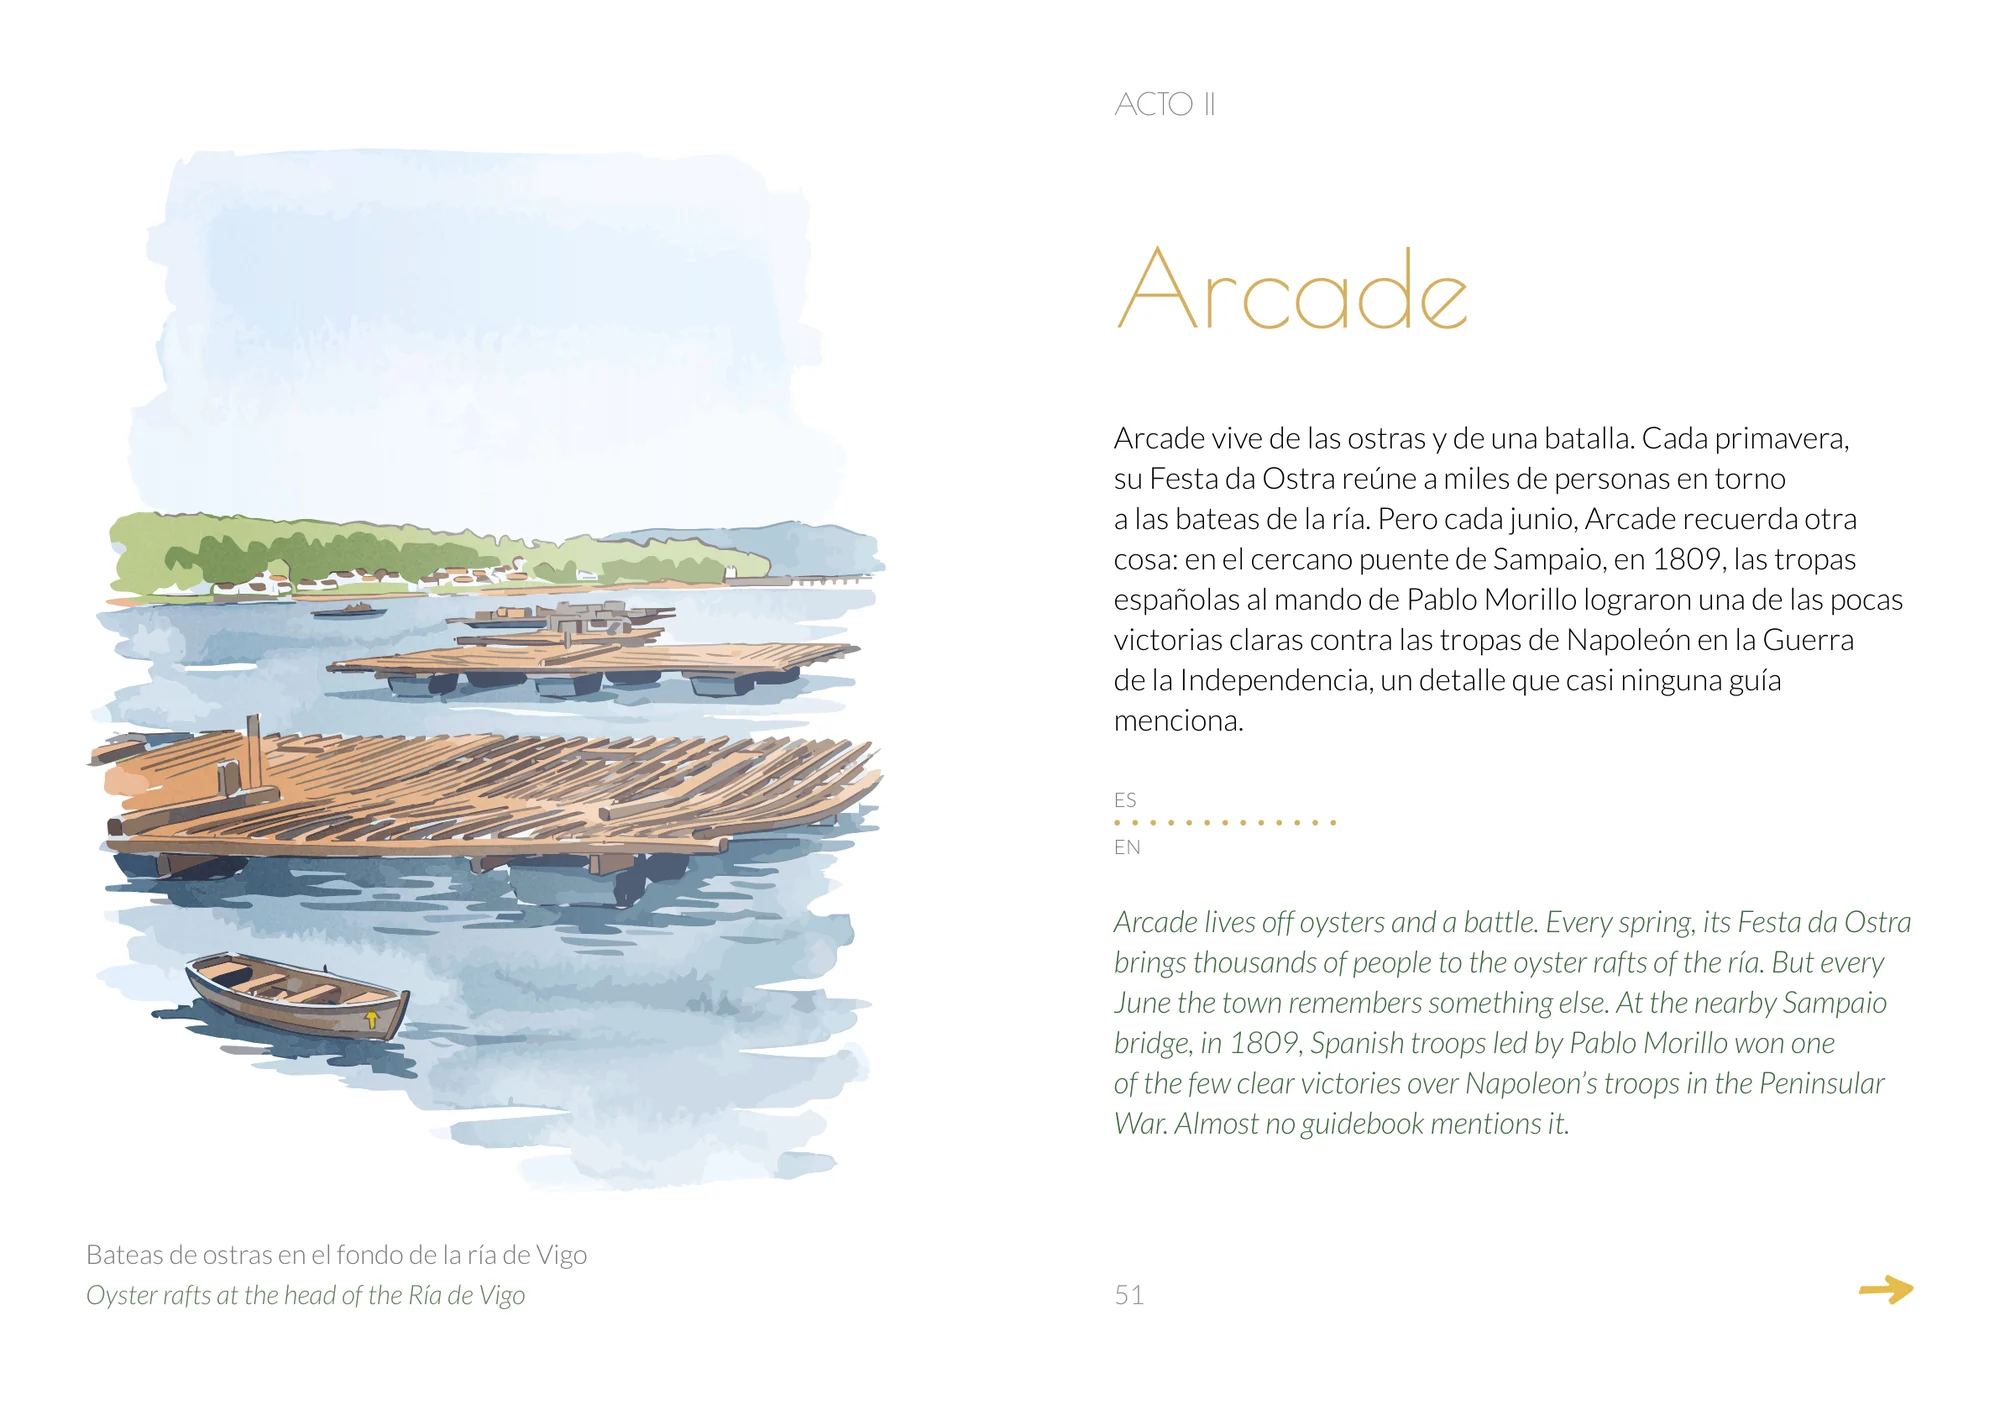 Bateas de ostras en el fondo de la ría de Vigo
Oyster rafts at the head of the Ría de Vigo
ACTO II
Arcade
Arcade vive de las ostras y de una batalla. Cada primavera,
su Festa da Ostra reúne a miles de personas en torno
a las bateas de la ría. Pero cada junio, Arcade recuerda otra
cosa: en el cercano puente de Sampaio, en 1809, las tropas
españolas al mando de Pablo Morillo lograron una de las pocas
victorias claras contra las tropas de Napoleón en la Guerra
de la Independencia, un detalle que casi ninguna guía
menciona.
ES
EN
Arcade lives off oysters and a battle. Every spring, its Festa da Ostra
brings thousands of people to the oyster rafts of the ría. But every
June the town remembers something else. At the nearby Sampaio
bridge, in 1809, Spanish troops led by Pablo Morillo won one
of the few clear victories over Napoleon’s troops in the Peninsular
War. Almost no guidebook mentions it.
51